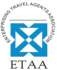 ENTERPRISING TRAVEL AGENTS ASSOCIATION
ETAA